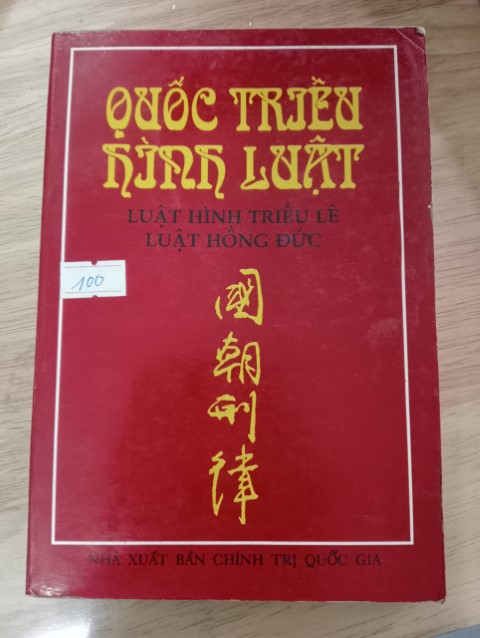 QUỐC TRIỀU
HÌNH LUẬT
LUẬT HÌNH TRIỀU LÊ
LUẬT HỒNG ĐỨC
100
國
朝
刑
律
NHÀ XUẤT BẢN CHÍNH TRỊ QUỐC GIA